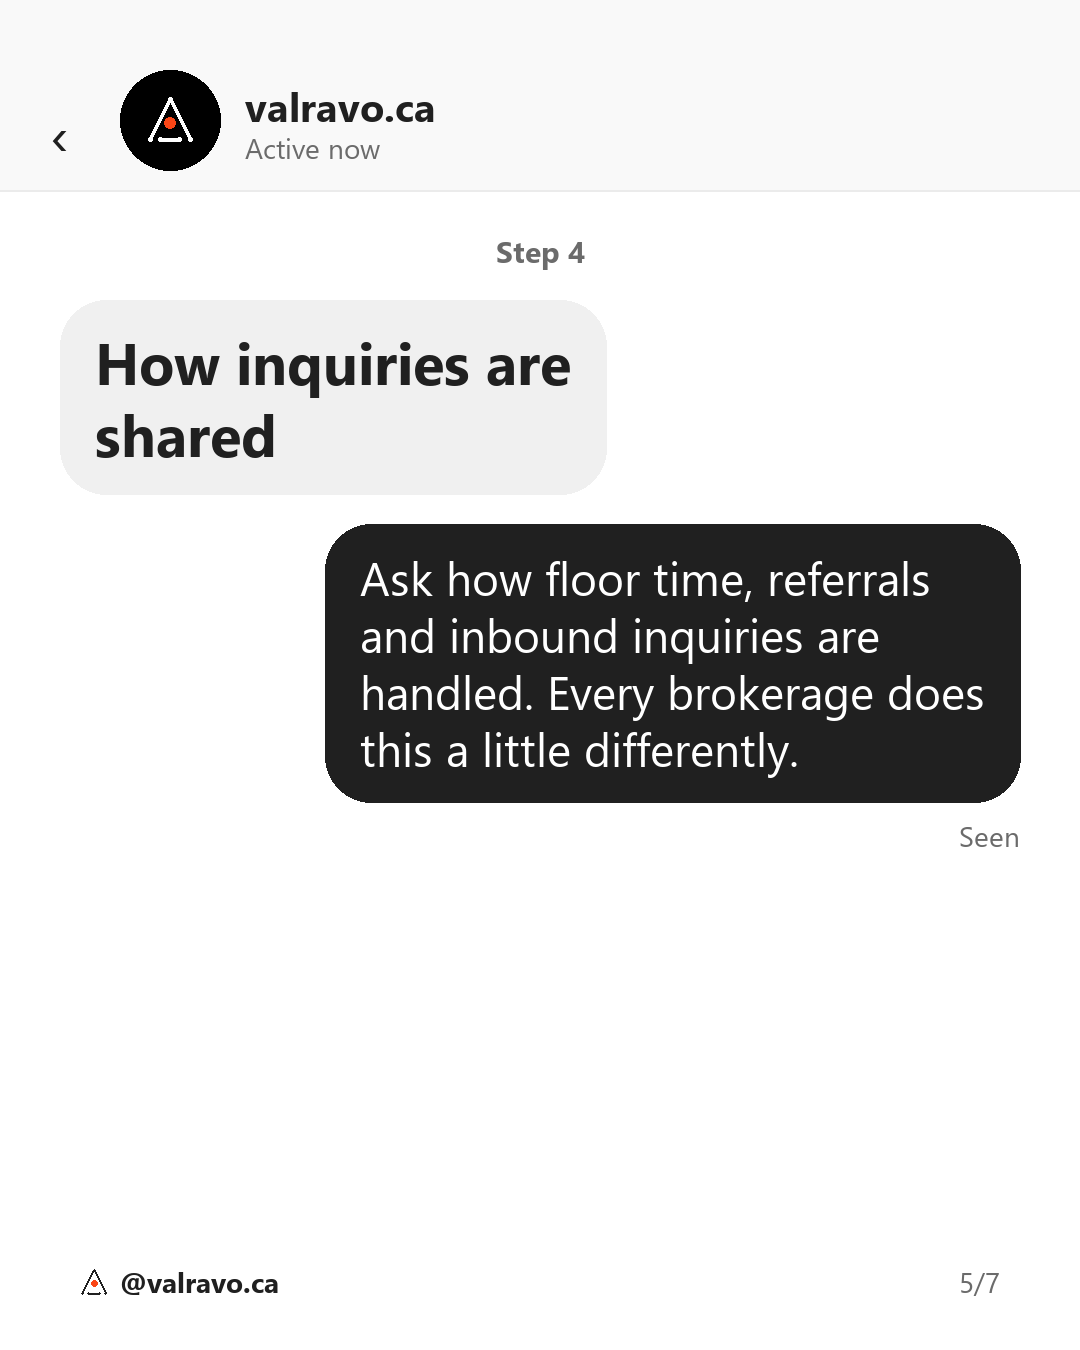 ‹
valravo.ca
Active now
Step 4
How inquiries are
shared
Ask how floor time, referrals
and inbound inquiries are
handled. Every brokerage does
this a little differently.
Seen
@valravo.ca
5/7